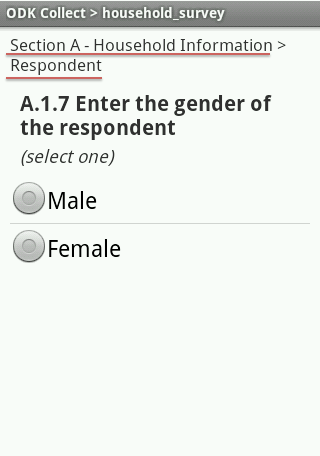 ODK Collect > household_survey
Section A - Household Information >
Respondent
A.1.7 Enter the gender of
the respondent
(select one)
Male
Female